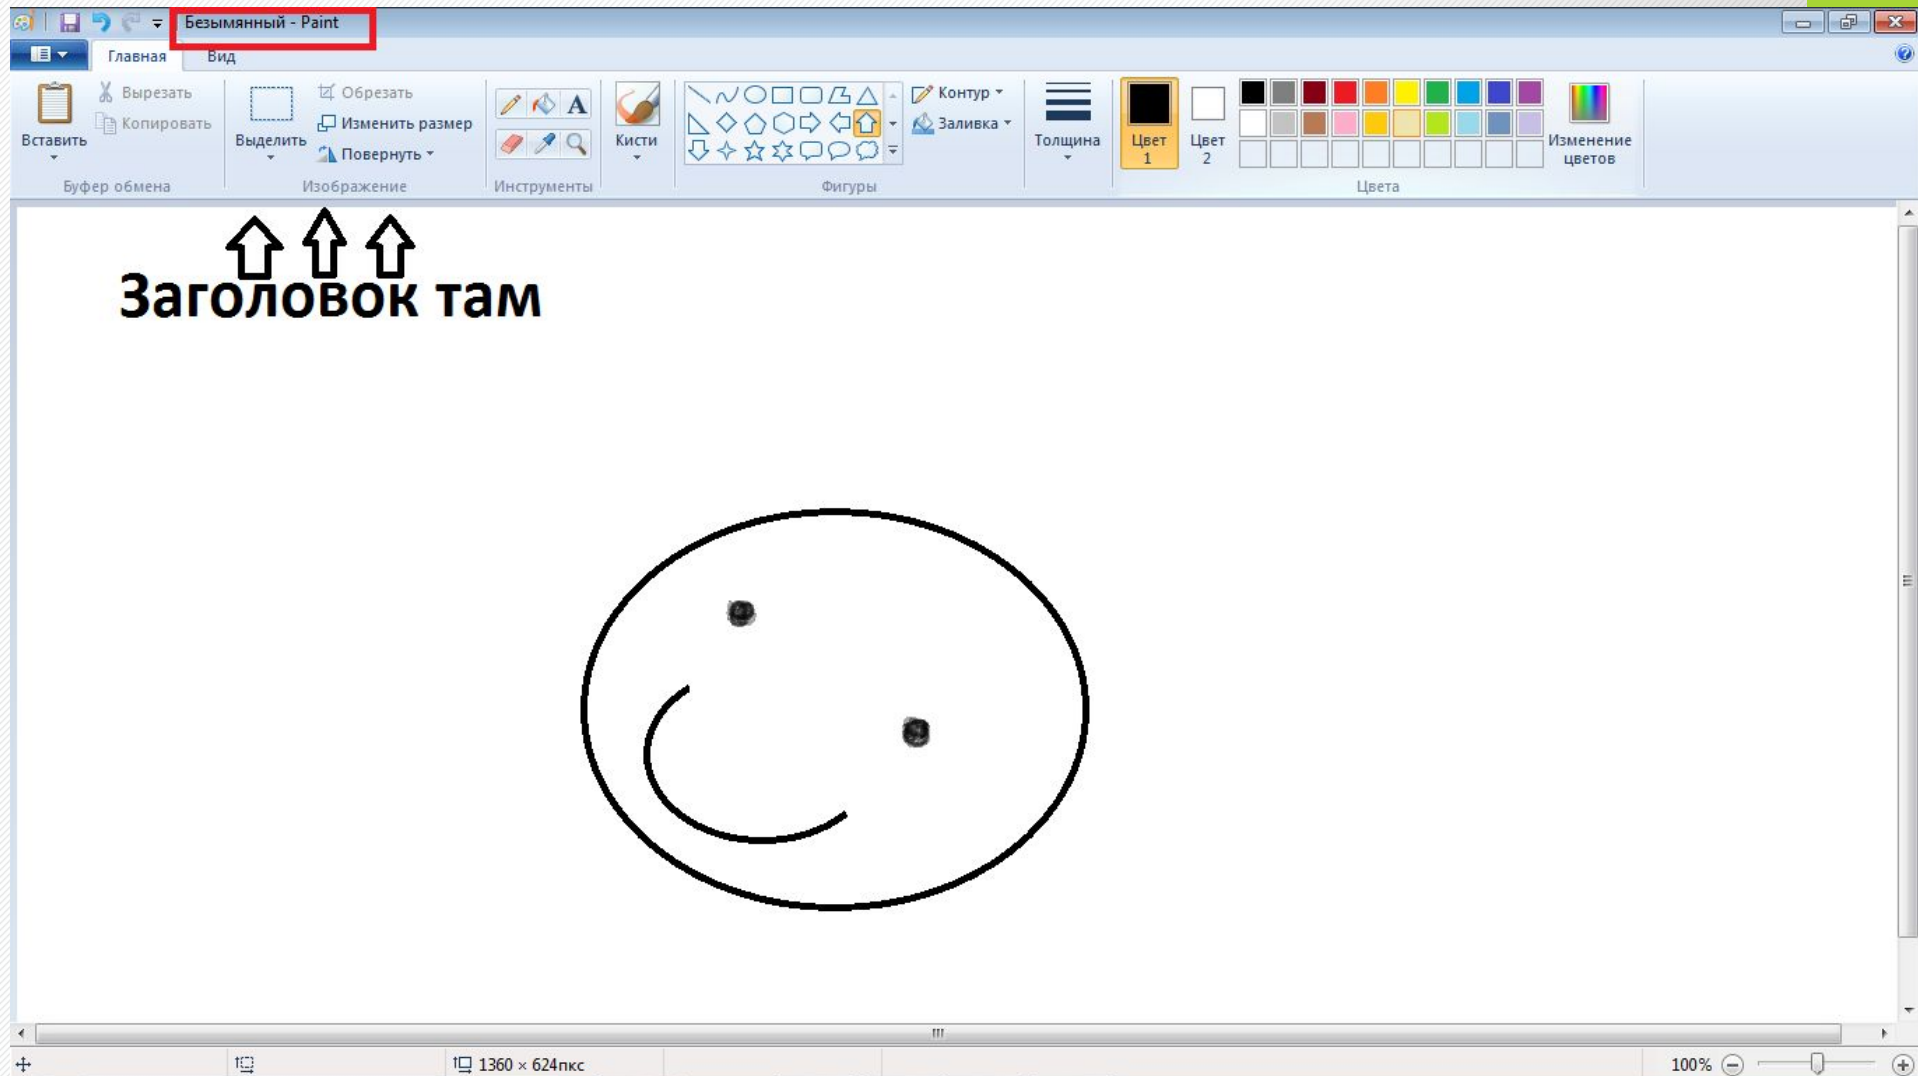 Безымянный - Paint
Главная Вид
Вырезать Обрезать Контур
Копировать Изменить размер A Заливка
Вставить Выделить Повернуть Кисти Толщина Цвет 1 Цвет 2 Изменение цветов
Буфер обмена Изображение Инструменты Фигуры Цвета
Заголовок там
1360 × 624пкс 100%